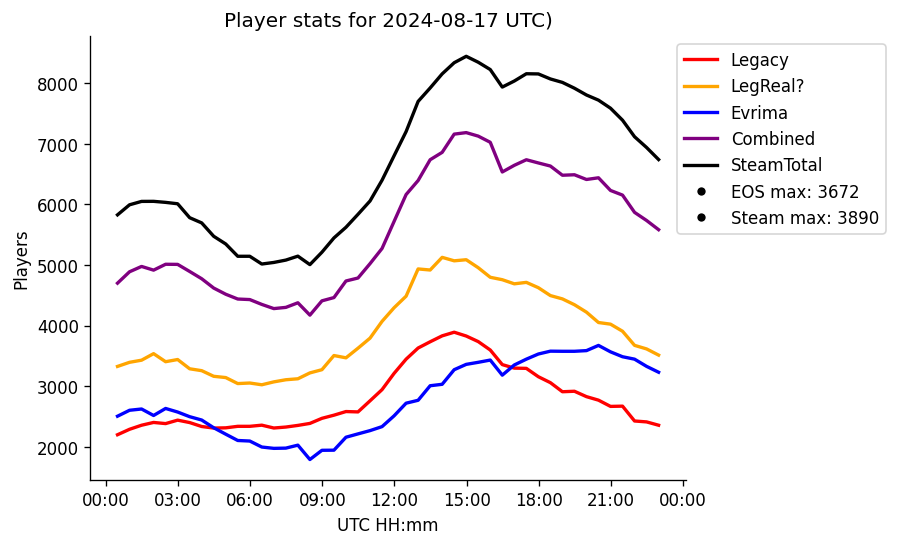 Player stats for 2024-08-17 UTC)
Legacy
LegReal?
Evrima
Combined
SteamTotal
EOS max: 3672
Steam max: 3890
8000
7000
6000
5000
4000
3000
2000
Players
00:00 03:00 06:00 09:00 12:00 15:00 18:00 21:00 00:00
UTC HH:mm